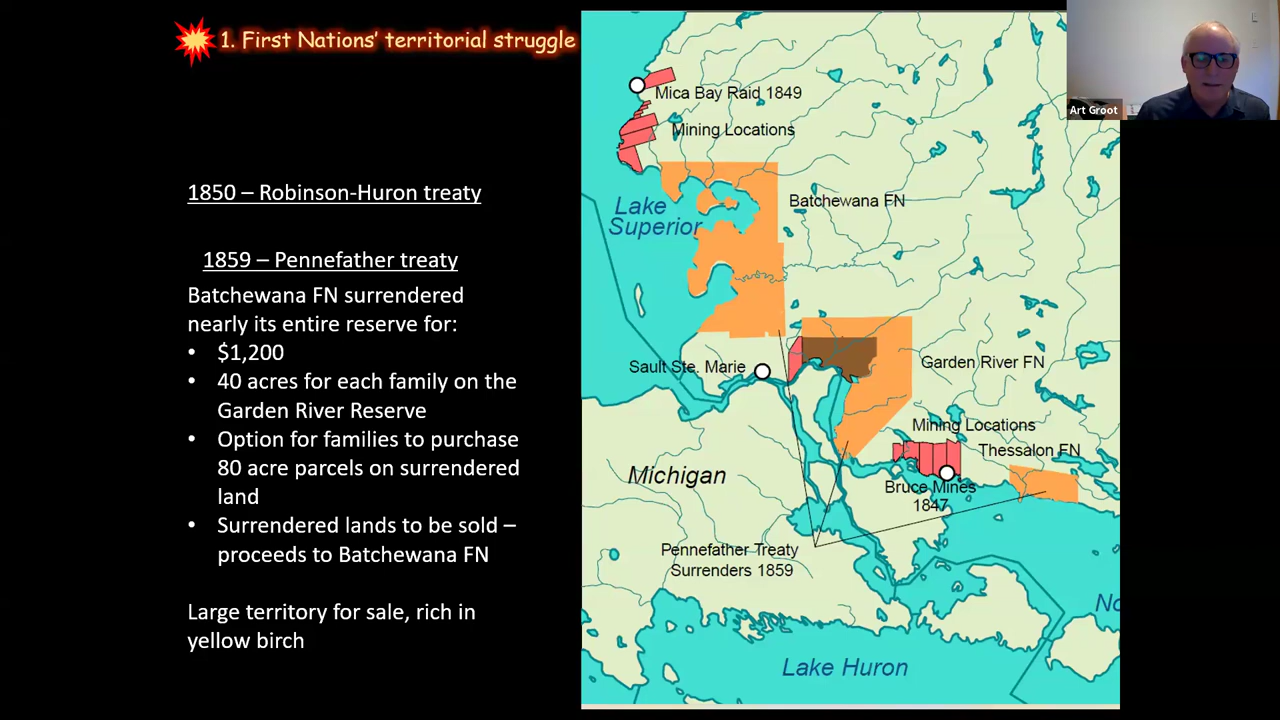 1. First Nations' territorial struggle
1850 – Robinson-Huron treaty
1859 – Pennefather treaty
Batchewana FN surrendered
nearly its entire reserve for:
• $1,200
• 40 acres for each family on the
Garden River Reserve
• Option for families to purchase
80 acre parcels on surrendered
land
• Surrendered lands to be sold –
proceeds to Batchewana FN
Large territory for sale, rich in
yellow birch
Mica Bay Raid 1849
Mining Locations
Lake
Superior
Batchewana FN
Sault Ste. Marie
Garden River FN
Mining Locations
Thessalon FN
Michigan
Bruce Mines
1847
Pennefather Treaty
Surrenders 1859
No
Lake Huron
Art Groot